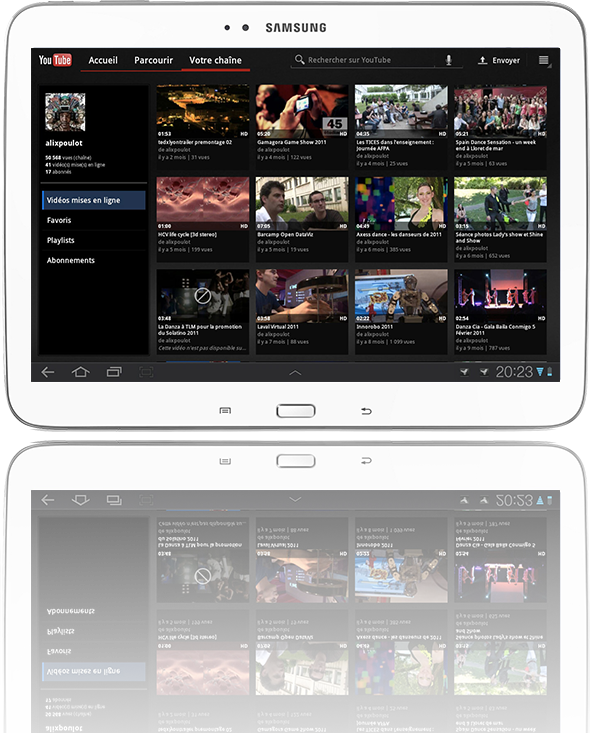 SAMSUNG
YouTube Accueil Parcourir Votre chaîne Rechercher sur YouTube Envoyer
alixpoulot
50 568 vues (chaîne)
41 vidéo(s) mise(s) en ligne
17 abonnés
Vidéos mises en ligne
Favoris
Playlists
Abonnements
01:53 HD
tedxlyontrailer premontage 02
de alixpoulot
il y a 2 mois | 31 vues
45
05:20 HD
Gamagora Game Show 2011
de alixpoulot
il y a 4 mois | 122 vues
04:35 HD
Les TICES dans l'enseignement :
Journée AFPA
de alixpoulot
il y a 4 mois | 25 vues
05:21 HD
Spain Dance Sensation - un week
end à Lloret de mar
de alixpoulot
il y a 5 mois | 63 vues
01:00 HD
HCV life cycle [3d stereo]
de alixpoulot
il y a 5 mois | 199 vues
07:05 HD
Barcamp Open DataViz
de alixpoulot
il y a 5 mois | 199 vues
04:49 HD
Axess dance - les danseurs de 2011
de alixpoulot
il y a 6 mois | 385 vues
03:15 HD
Séance photos Lady's show et Shine
and Show
de alixpoulot
il y a 6 mois | 652 vues
03:48
La Danza à TLM pour la promotion
du Solatino 2011
de alixpoulot
Cette vidéo n'est pas disponible su...
03:58 HD
Laval Virtual 2011
de alixpoulot
il y a 7 mois | 88 vues
02:22 HD
Innorobo 2011
de alixpoulot
il y a 8 mois | 1 099 vues
02:54 HD
Danza Cia - Gala Baila Conmigo 5
Février 2011
de alixpoulot
il y a 9 mois | 787 vues
20:23